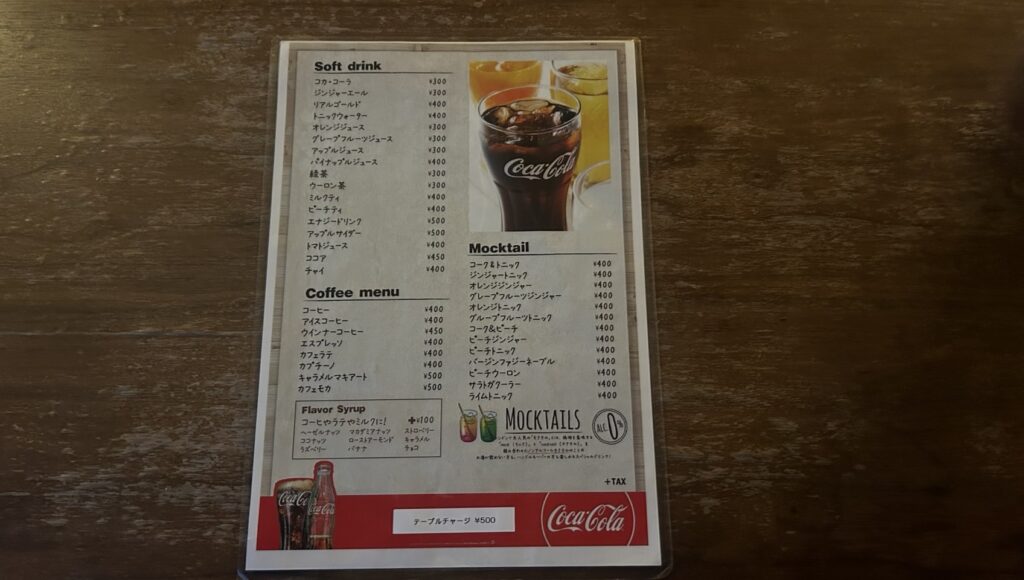 Soft drink
コカ・コーラ ¥300
ジンジャーエール ¥300
リアルゴールド ¥400
トニックウォーター ¥400
オレンジジュース ¥300
グレープフルーツジュース ¥300
アップルジュース ¥300
パイナップルジュース ¥400
緑茶 ¥300
ウーロン茶 ¥300
ミルクティ ¥400
ピーチティ ¥400
エナジードリンク ¥500
アップルサイダー ¥500
トマトジュース ¥400
ココア ¥450
チャイ ¥400
Coffee menu
コーヒー ¥400
アイスコーヒー ¥400
ウインナーコーヒー ¥450
エスプレッソ ¥400
カフェラテ ¥400
カプチーノ ¥400
キャラメルマキアート ¥500
カフェモカ ¥500
Flavor Syrup
コーヒやラテやミルクに! +¥100
ヘーゼルナッツ マカダミアナッツ ストロベリー
ココナッツ ローストアーモンド キャラメル
ラズベリー バナナ チョコ
Coca-Cola
Mocktail
コーク&トニック ¥400
ジンジャートニック ¥400
オレンジジンジャー ¥400
グレープフルーツジンジャー ¥400
オレンジトニック ¥400
グループフルーツトニック ¥400
コーク&ピーチ ¥400
ピーチジンジャー ¥400
ピーチトニック ¥400
バージンファジーネーブル ¥400
ピーチウーロン ¥400
サラトガクーラー ¥400
ライムトニック ¥400
MOCKTAILS
ALC. 0%
+TAX
Coca-Cola
テーブルチャージ ¥500
Coca-Cola